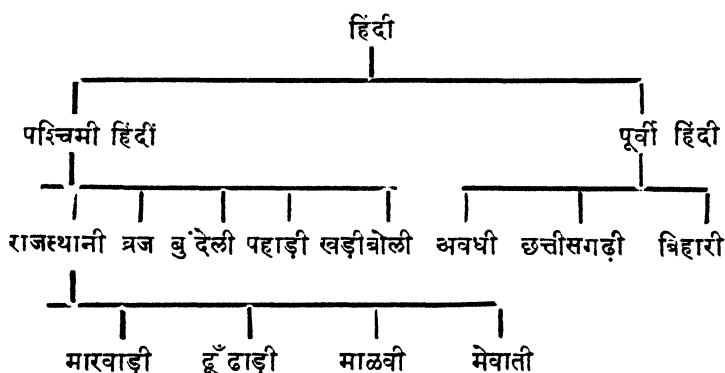 हिंदी
पश्चिमी हिंदीं पूर्वी हिंदी
राजस्थानी ब्रज बुंदेली पहाड़ी खड़ीबोली अवधी छत्तीसगढ़ी बिहारी
मारवाड़ी ढूँढाड़ी माळवी मेवाती